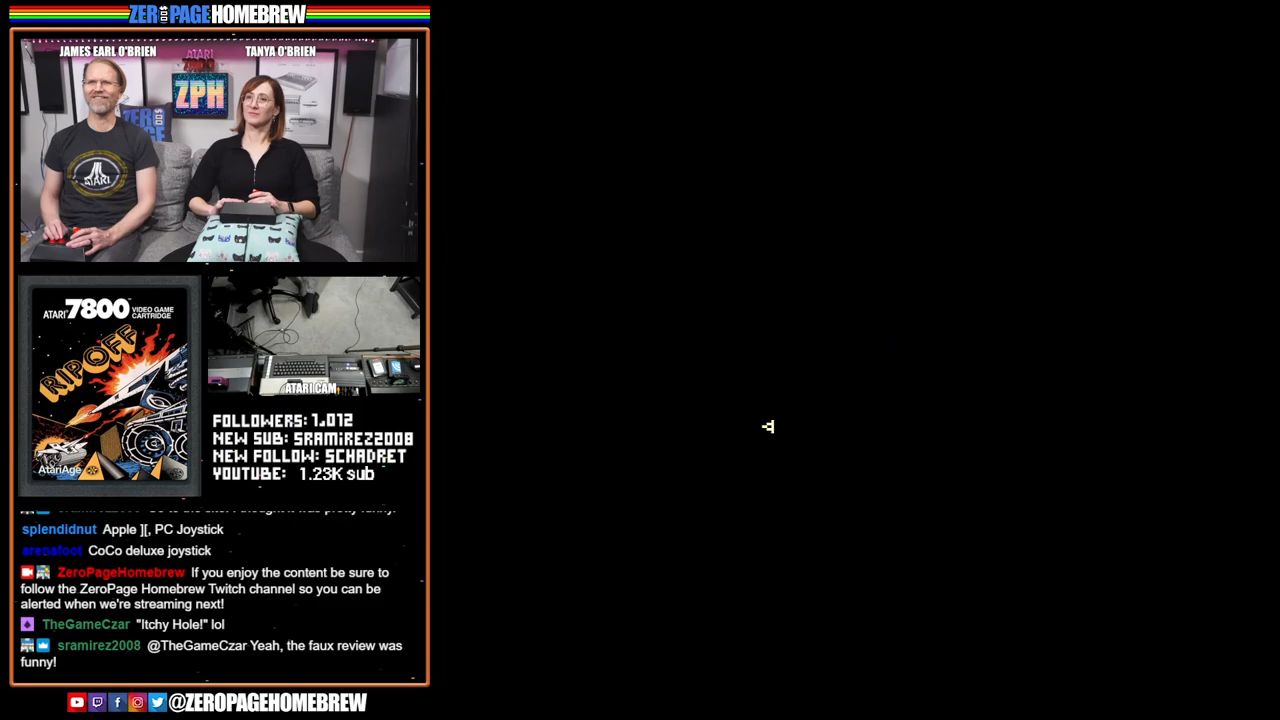 ZEROPAGE HOMEBREW
JAMES EARL O'BRIEN
TANYA O'BRIEN
ATARI
ZPH
ZERO
PAGE
ATARI
ATARI 7800 VIDEO GAME
CARTRIDGE
RIPOFF
AtariAge
ATARI CAM
FOLLOWERS: 1,012
NEW SUB: SRAMIREZ2008
NEW FOLLOW: SCHADRET
YOUTUBE: 1.23K sub
splendidnut Apple ][, PC Joystick
arenafoot CoCo deluxe joystick
ZeroPageHomebrew If you enjoy the content be sure to
follow the ZeroPage Homebrew Twitch channel so you can be
alerted when we're streaming next!
TheGameCzar "Itchy Hole!" lol
sramirez2008 @TheGameCzar Yeah, the faux review was
funny!
@ZEROPAGEHOMEBREW